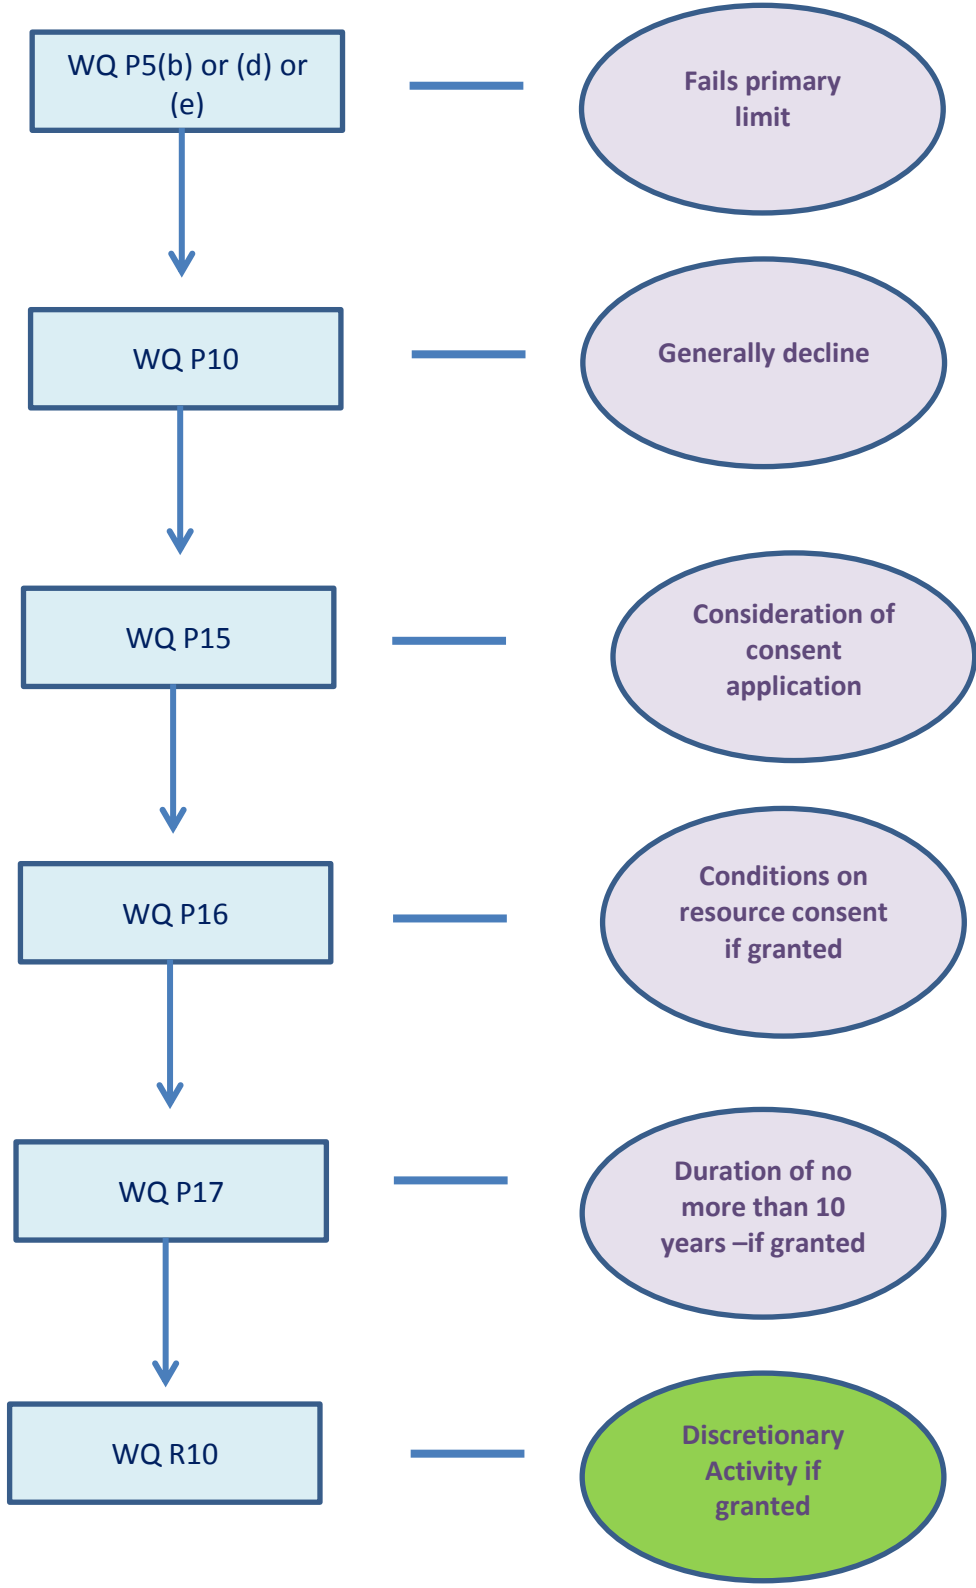 WQ P5(b) or (d) or
(e)
Fails primary
limit
WQ P10
Generally decline
WQ P15
Consideration of
consent
application
WQ P16
Conditions on
resource consent
if granted
WQ P17
Duration of no
more than 10
years –if granted
WQ R10
Discretionary
Activity if
granted